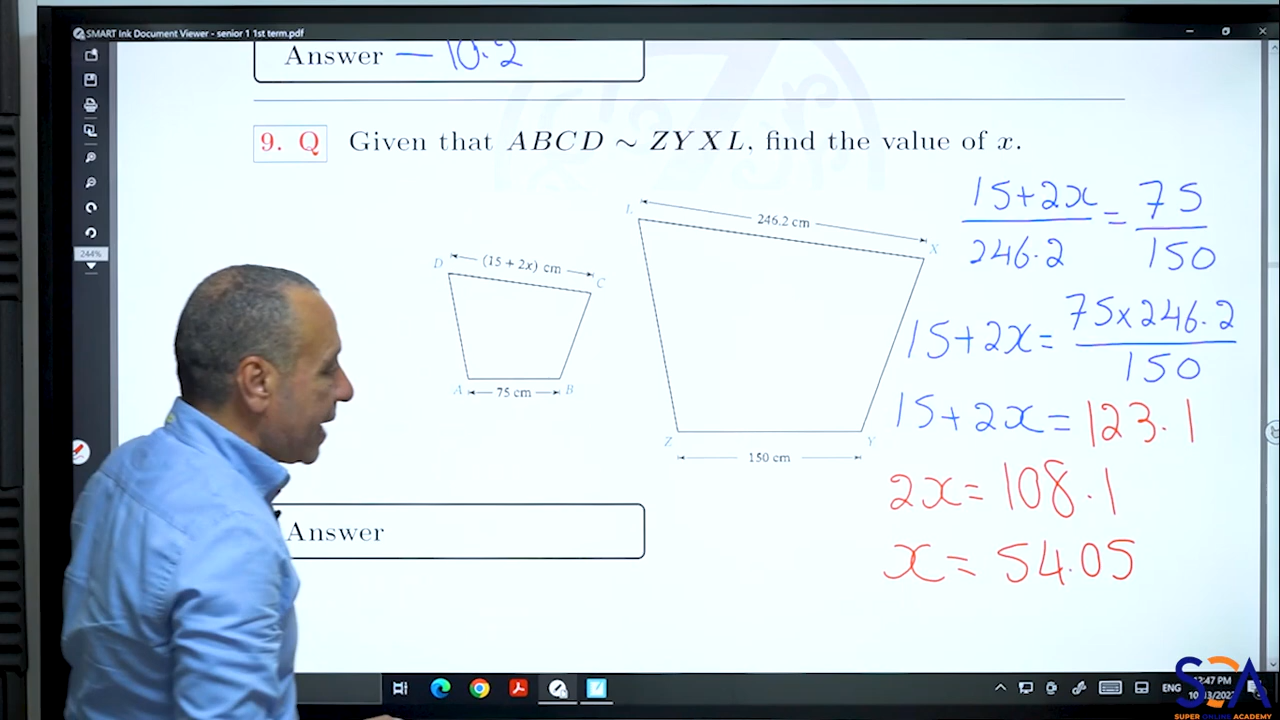 SMART Ink Document Viewer - senior 1 1st term.pdf
Answer — 10.2
9. Q Given that ABCD ~ ZYXL, find the value of x.
L
246.2 cm
X
D
(15 + 2x) cm
C
A
75 cm
B
Z
Y
150 cm
15+2x/246.2 = 75/150
15+2x = 75x246.2/150
15+2x = 123.1
2x = 108.1
x = 54.05
244%
Answer
ENG
SOA
SUPER ONLINE ACADEMY